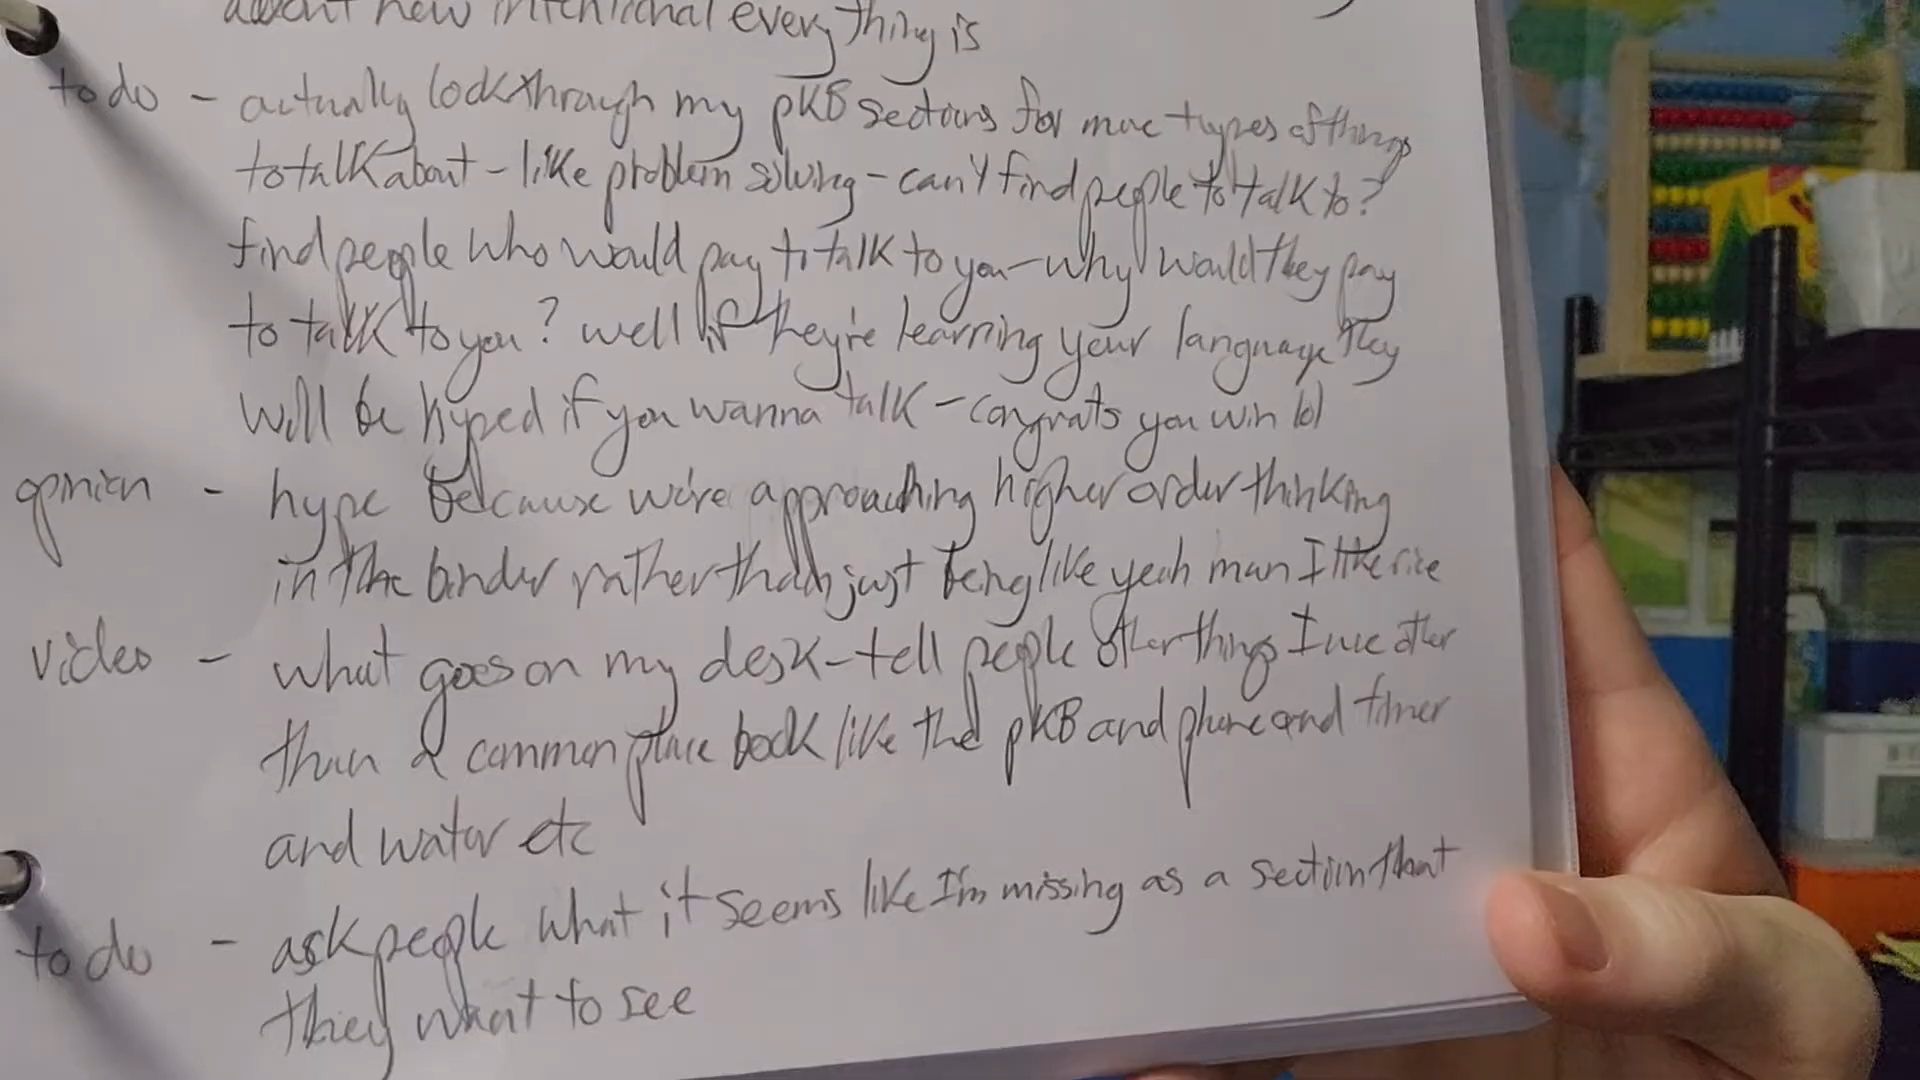 about new intentional everything is
to do - actually look through my PKB sections for more types of things
to talk about - like problem solving - can't find people to talk to?
find people who would pay to talk to you - why would they pay
to talk to you? well if they're learning your language they
will be hyped if you wanna talk - congrats you win lol
opinion - hype because we're approaching higher order thinking
in the binder rather than just being like yeah man I like rice
video - what goes on my desk - tell people other things I use other
than a commonplace book like the PKB and phone and timer
and water etc
to do - ask people what it seems like I'm missing as a section that
they want to see